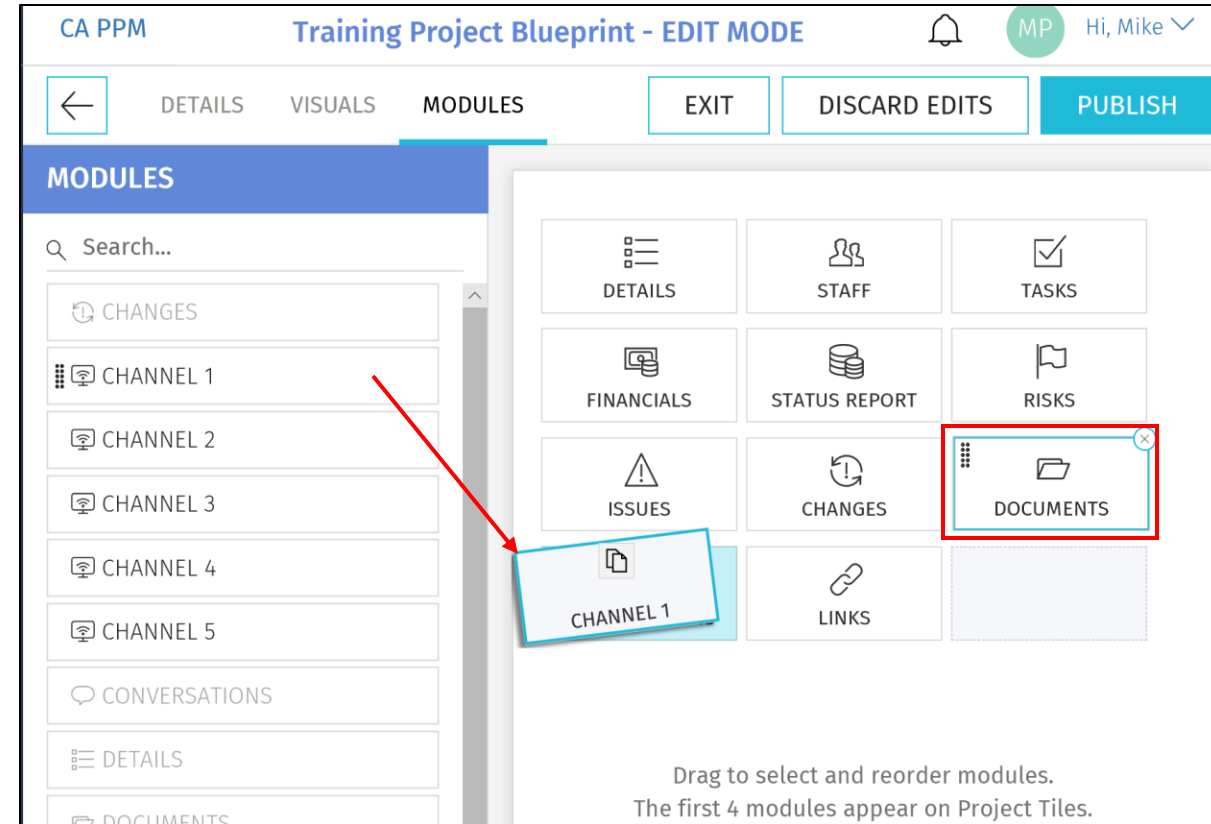 CA PPM
Training Project Blueprint - EDIT MODE
MP
Hi, Mike
DETAILS
VISUALS
MODULES
EXIT
DISCARD EDITS
PUBLISH
MODULES
Search...
CHANGES
CHANNEL 1
CHANNEL 2
CHANNEL 3
CHANNEL 4
CHANNEL 5
CONVERSATIONS
DETAILS
DOCUMENTS
DETAILS
STAFF
TASKS
FINANCIALS
STATUS REPORT
RISKS
ISSUES
CHANGES
DOCUMENTS
CHANNEL 1
LINKS
Drag to select and reorder modules.
The first 4 modules appear on Project Tiles.